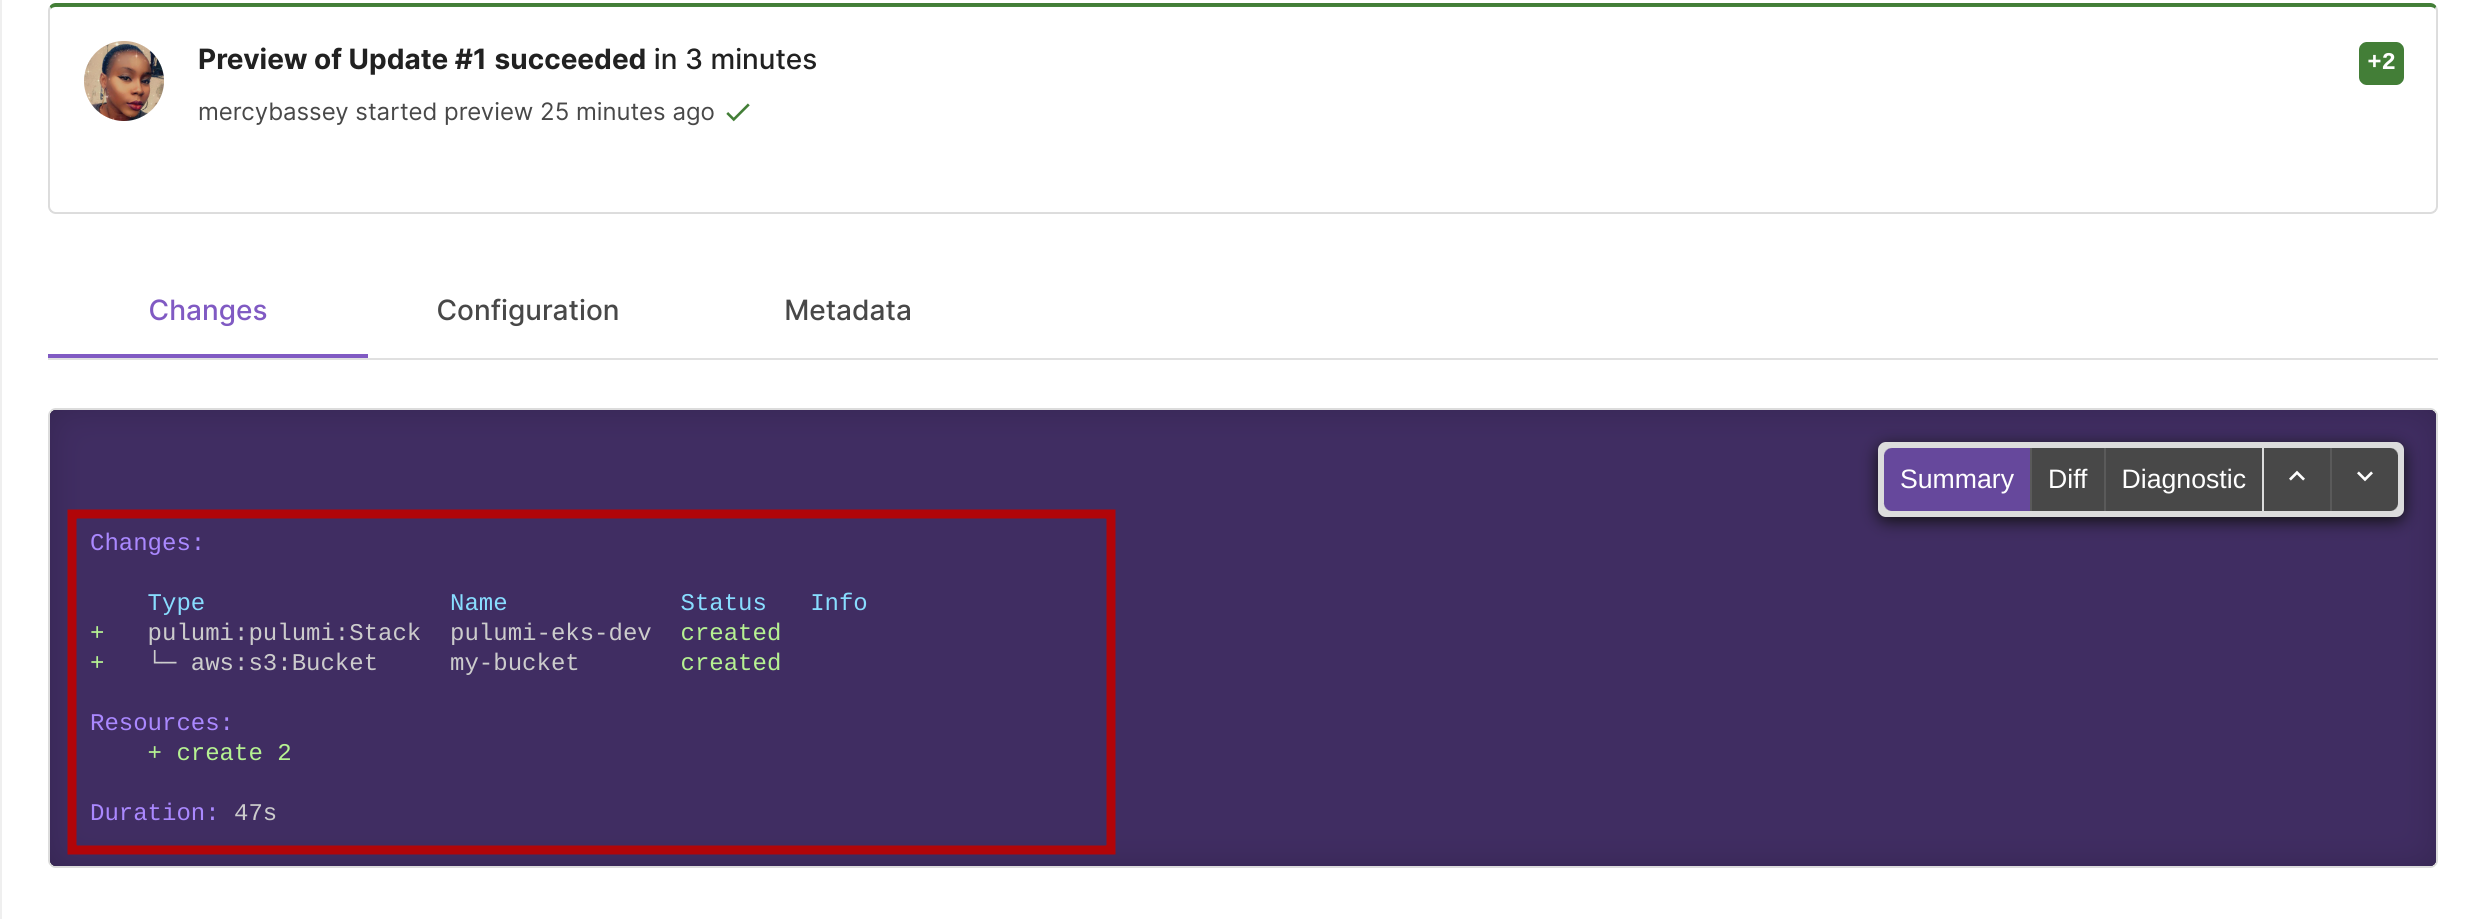 Preview of Update #1 succeeded in 3 minutes
+2
mercybassey started preview 25 minutes ago
Changes Configuration Metadata
Summary Diff Diagnostic
Changes:
Type Name Status Info
+ pulumi:pulumi:Stack pulumi-eks-dev created
+ └─ aws:s3:Bucket my-bucket created
Resources:
+ create 2
Duration: 47s